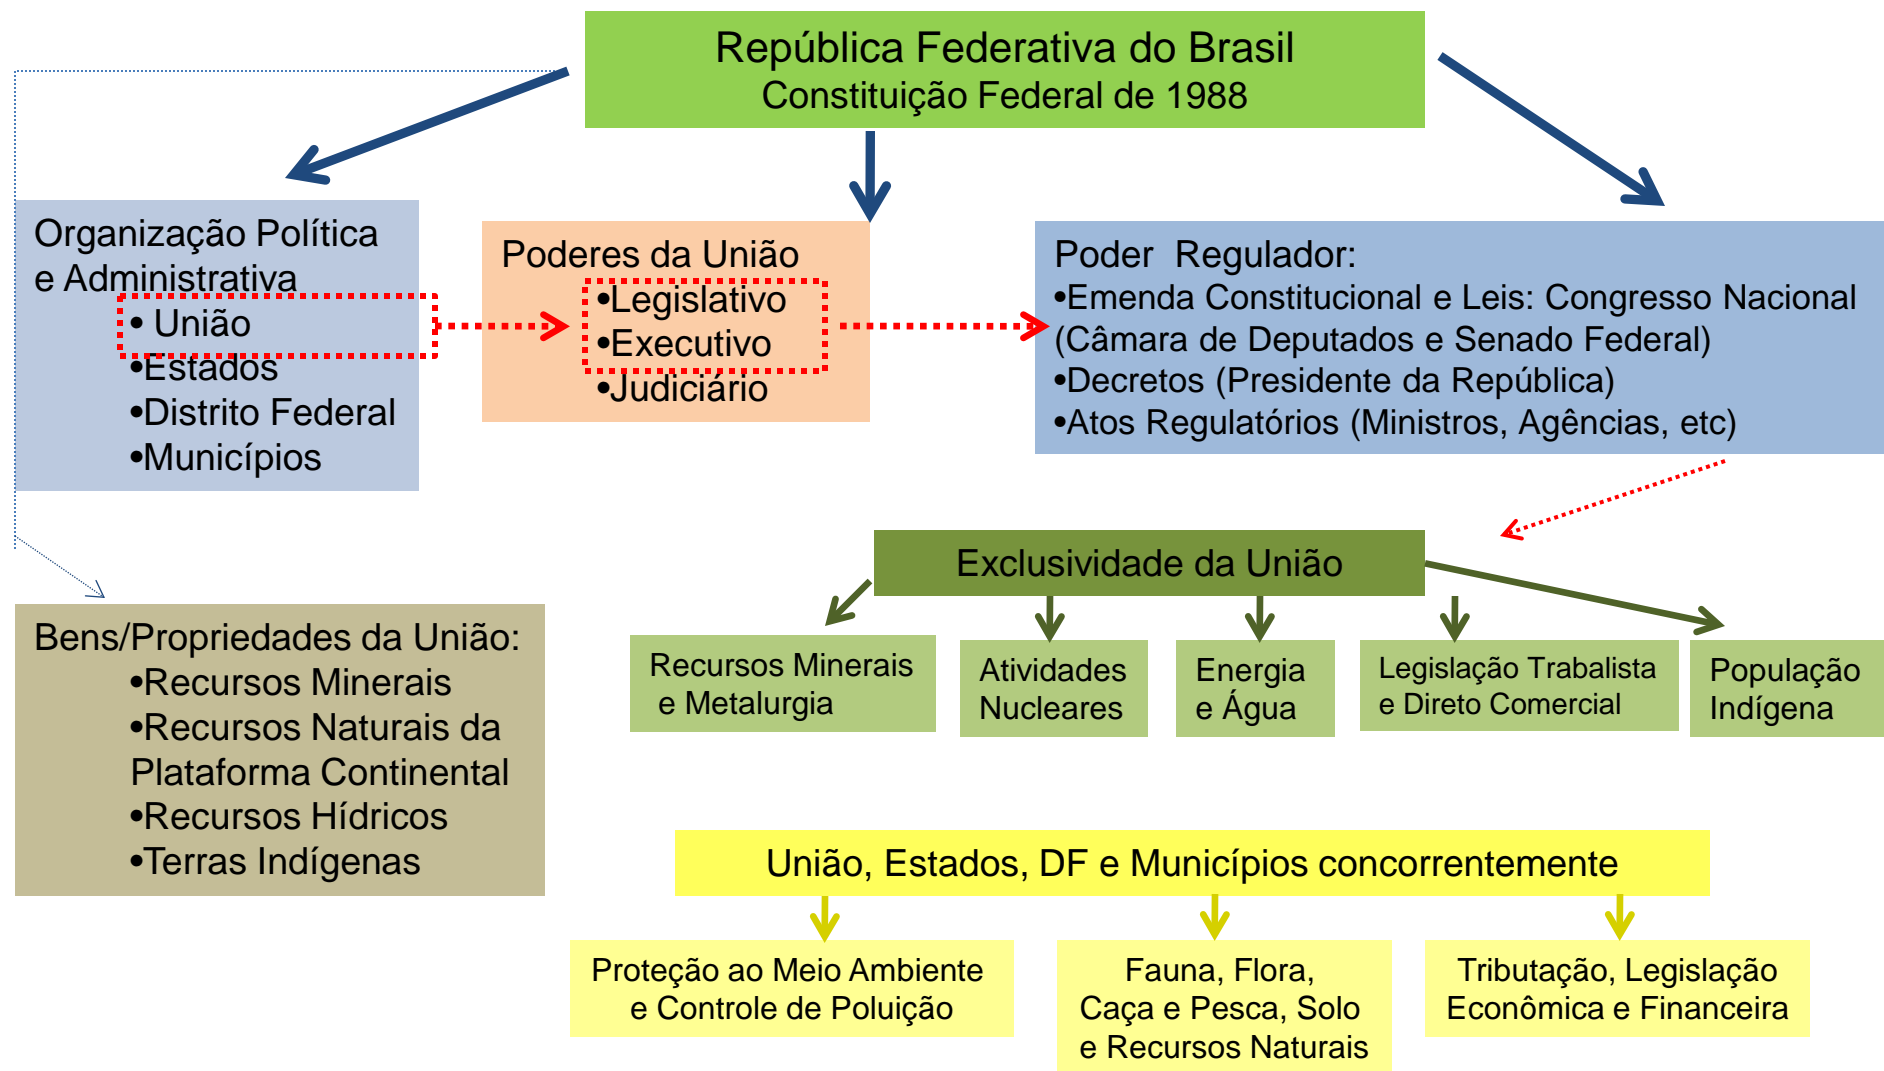 República Federativa do Brasil
Constituição Federal de 1988
Organização Política
e Administrativa
• União
•Estados
•Distrito Federal
•Municípios
Poderes da União
•Legislativo
•Executivo
•Judiciário
Poder Regulador:
•Emenda Constitucional e Leis: Congresso Nacional
(Câmara de Deputados e Senado Federal)
•Decretos (Presidente da República)
•Atos Regulatórios (Ministros, Agências, etc)
Exclusividade da União
Bens/Propriedades da União:
•Recursos Minerais
•Recursos Naturais da
Plataforma Continental
•Recursos Hídricos
•Terras Indígenas
Recursos Minerais
e Metalurgia
Atividades
Nucleares
Energia
e Água
Legislação Trabalista
e Direto Comercial
População
Indígena
União, Estados, DF e Municípios concorrentemente
Proteção ao Meio Ambiente
e Controle de Poluição
Fauna, Flora,
Caça e Pesca, Solo
e Recursos Naturais
Tributação, Legislação
Econômica e Financeira